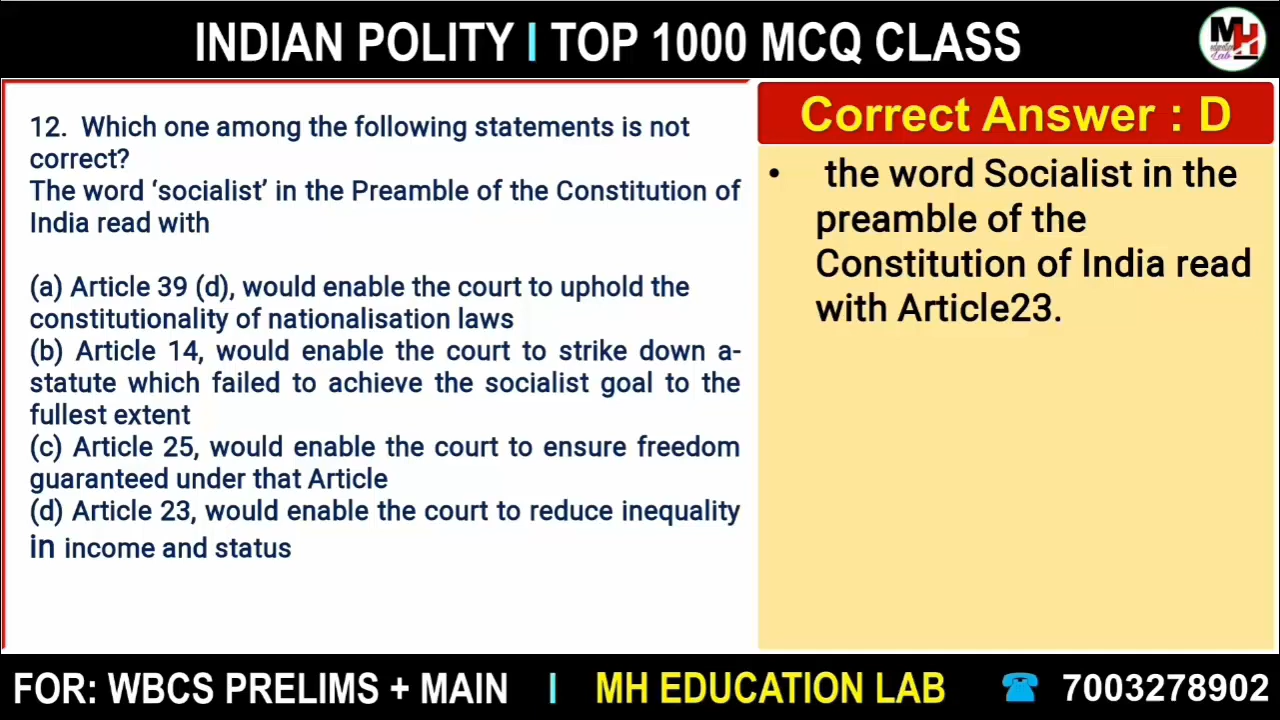 INDIAN POLITY | TOP 1000 MCQ CLASS
MH
education
Lab
12. Which one among the following statements is not
correct?
The word ‘socialist’ in the Preamble of the Constitution of
India read with
(a) Article 39 (d), would enable the court to uphold the
constitutionality of nationalisation laws
(b) Article 14, would enable the court to strike down a-
statute which failed to achieve the socialist goal to the
fullest extent
(c) Article 25, would enable the court to ensure freedom
guaranteed under that Article
(d) Article 23, would enable the court to reduce inequality
in income and status
Correct Answer : D
• the word Socialist in the
preamble of the
Constitution of India read
with Article23.
FOR: WBCS PRELIMS + MAIN | MH EDUCATION LAB ☎ 7003278902